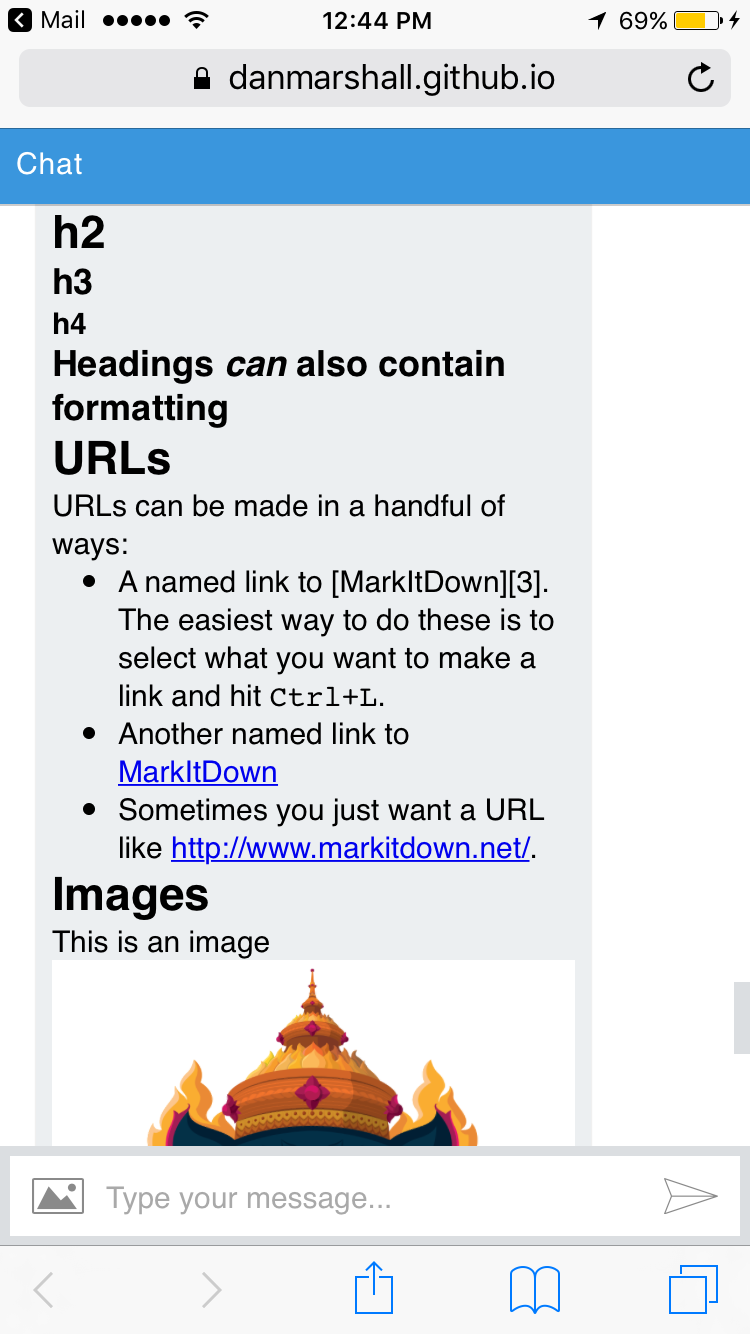 Mail 12:44 PM 69%
danmarshall.github.io
Chat
h2
h3
h4
Headings can also contain
formatting
URLs
URLs can be made in a handful of
ways:
A named link to [MarkItDown][3].
The easiest way to do these is to
select what you want to make a
link and hit Ctrl+L.
Another named link to
MarkItDown
Sometimes you just want a URL
like http://www.markitdown.net/.
Images
This is an image
Type your message...